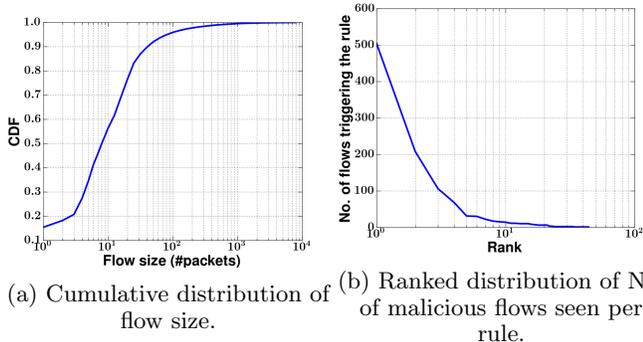 1.0
0.9
0.8
0.7
0.6
0.5
0.4
0.3
0.2
0.1
CDF
10^0 10^1 10^2 10^3 10^4
Flow size (#packets)
600
500
400
300
200
100
0
No. of flows triggering the rule
10^0 10^1 10^2
Rank
(a) Cumulative distribution of
flow size.
(b) Ranked distribution of N
of malicious flows seen per
rule.